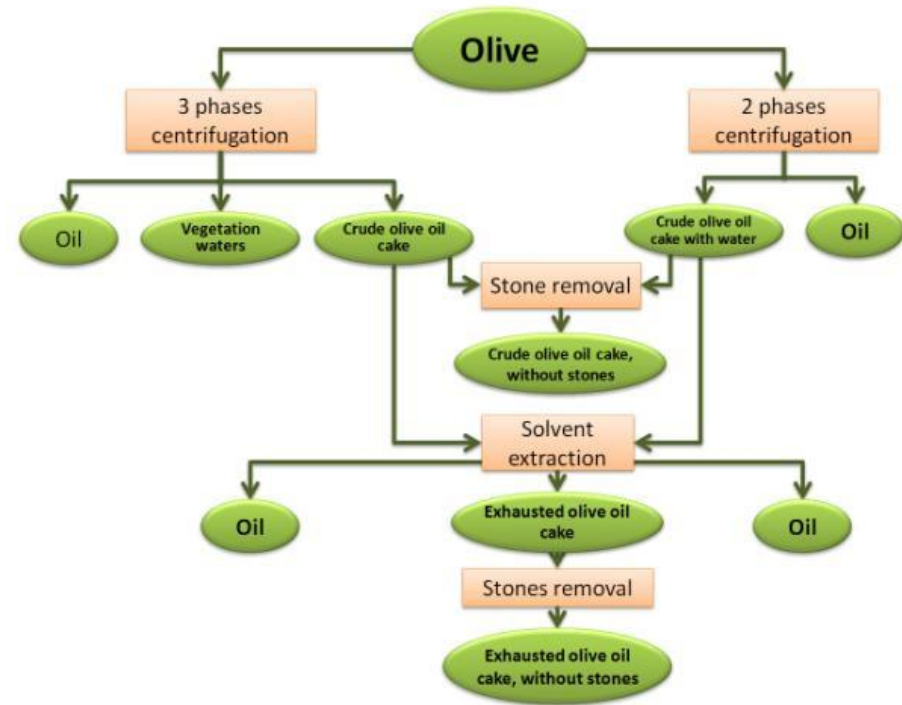 Olive
3 phases
centrifugation
2 phases
centrifugation
Oil
Vegetation
waters
Crude olive oil
cake
Crude olive oil
cake with water
Oil
Stone removal
Crude olive oil cake,
without stones
Solvent
extraction
Oil
Exhausted olive oil
cake
Oil
Stones removal
Exhausted olive oil
cake, without stones